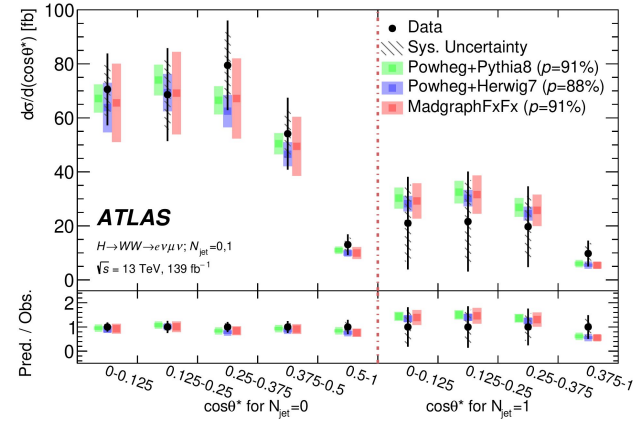 dσ/d(cosθ*) [fb]
100
80
60
40
20
0
Data
Sys. Uncertainty
Powheg+Pythia8 (p=91%)
Powheg+Herwig7 (p=88%)
MadgraphFxFx (p=91%)
ATLAS
H→WW→eνμν; N_jet=0,1
√s = 13 TeV, 139 fb⁻¹
Pred. / Obs.
2
1
0
0-0.125
0.125-0.25
0.25-0.375
0.375-0.5
0.5-1
0-0.125
0.125-0.25
0.25-0.375
0.375-1
cosθ* for N_jet=0
cosθ* for N_jet=1